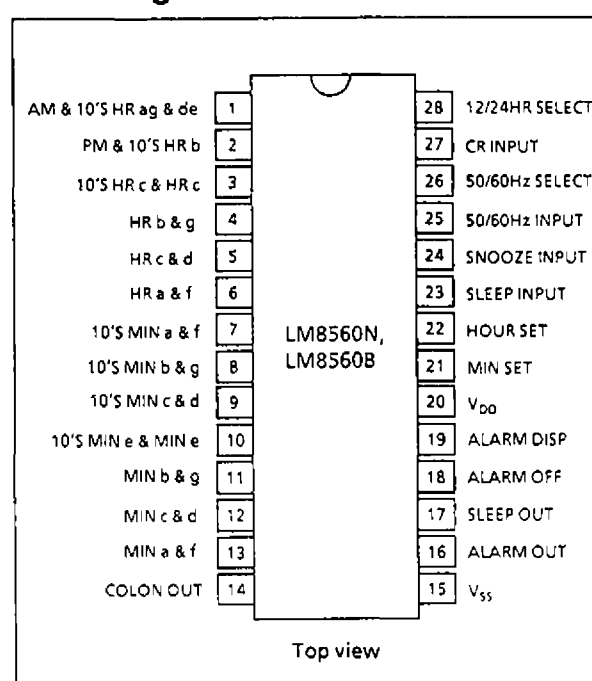 AM & 10'S HR ag & de 1
PM & 10'S HR b 2
10'S HR c & HR c 3
HR b & g 4
HR c & d 5
HR a & f 6
10'S MIN a & f 7
10'S MIN b & g 8
10'S MIN c & d 9
10'S MIN e & MIN e 10
MIN b & g 11
MIN c & d 12
MIN a & f 13
COLON OUT 14
LM8560N,
LM8560B
28 12/24HR SELECT
27 CR INPUT
26 50/60Hz SELECT
25 50/60Hz INPUT
24 SNOOZE INPUT
23 SLEEP INPUT
22 HOUR SET
21 MIN SET
20 VDD
19 ALARM DISP
18 ALARM OFF
17 SLEEP OUT
16 ALARM OUT
15 VSS
Top view